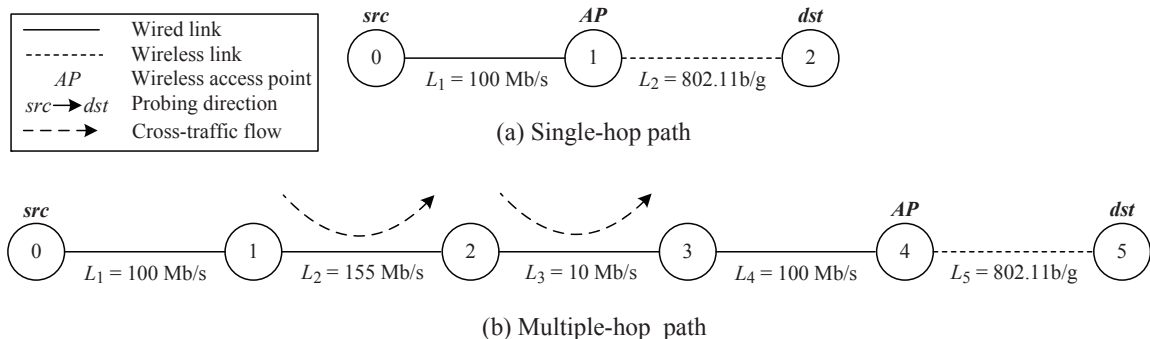 Wired link
Wireless link
AP Wireless access point
src dst Probing direction
Cross-traffic flow
src AP dst
0 1 2
L1 = 100 Mb/s L2 = 802.11b/g
(a) Single-hop path
src AP dst
0 1 2 3 4 5
L1 = 100 Mb/s L2 = 155 Mb/s L3 = 10 Mb/s L4 = 100 Mb/s L5 = 802.11b/g
(b) Multiple-hop path